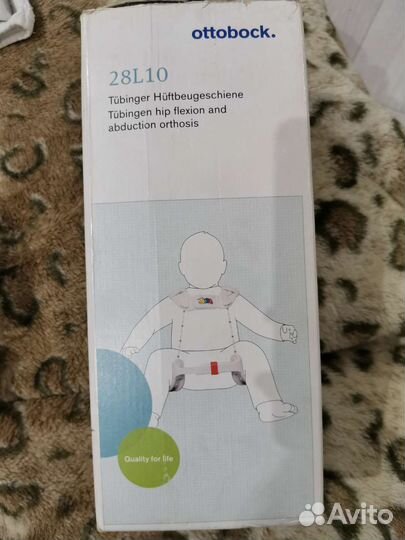 ottobock.
28L10
Tübinger Hüftbeugeschiene
Tübingen hip flexion and
abduction orthosis
Quality for life
Avito